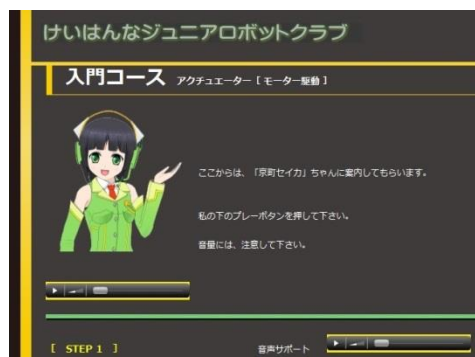 けいはんなジュニアロボットクラブ
入門コース アクチュエーター [ モーター駆動 ]
ここからは、「京町セイカ」ちゃんに案内してもらいます。
私の下のプレーボタンを押して下さい。
音量には、注意して下さい。
[ STEP 1 ] 音声サポート